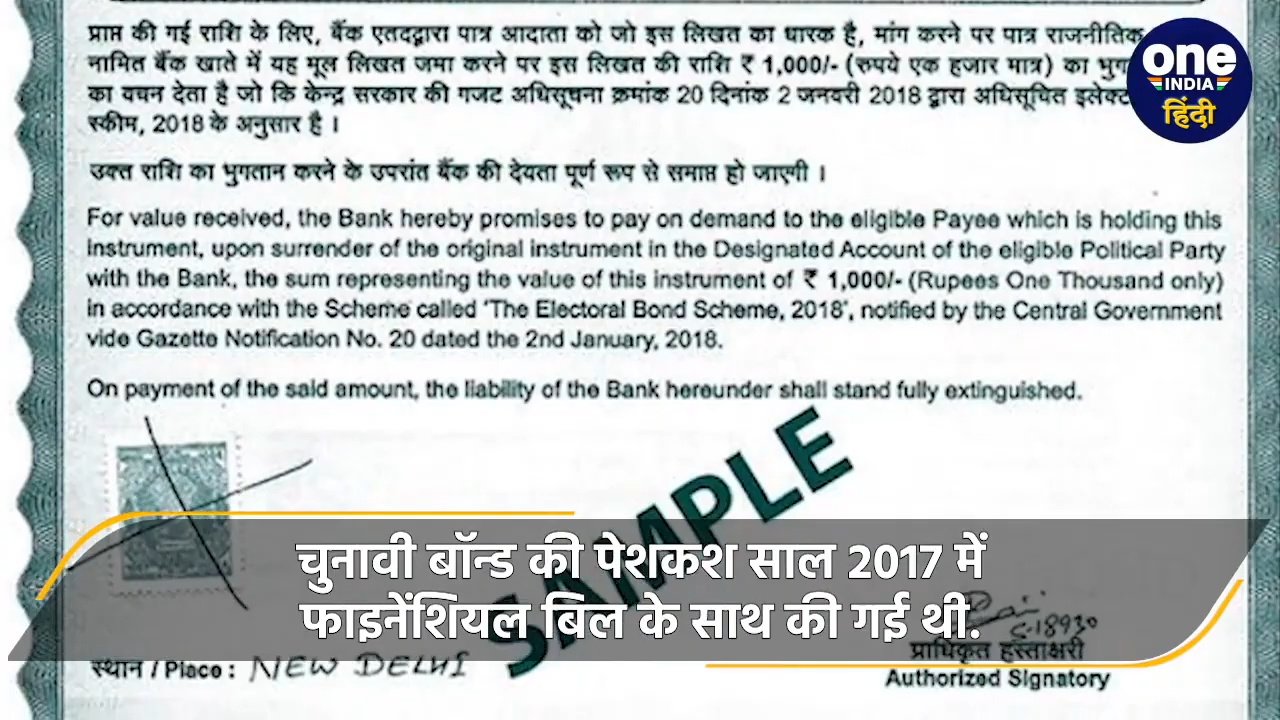 प्राप्त की गई राशि के लिए, बैंक एतदद्वारा पात्र आदाता को जो इस लिखत का धारक है, मांग करने पर पात्र राजनीतिक
नामित बैंक खाते में यह मूल लिखत जमा करने पर इस लिखत की राशि ₹ 1,000/- (रुपये एक हजार मात्र) का
का वचन देता है जो कि केन्द्र सरकार की गजट अधिसूचना क्रमांक 20 दिनांक 2 जनवरी 2018 द्वारा अधिसूचित
स्कीम, 2018 के अनुसार है ।
one
INDIA
हिंदी
उक्त राशि का भुगतान करने के उपरांत बैंक की देयता पूर्ण रूप से समाप्त हो जाएगी ।
For value received, the Bank hereby promises to pay on demand to the eligible Payee which is holding this
instrument, upon surrender of the original instrument in the Designated Account of the eligible Political Party
with the Bank, the sum representing the value of this instrument of ₹ 1,000/- (Rupees One Thousand only)
in accordance with the Scheme called 'The Electoral Bond Scheme, 2018', notified by the Central Government
vide Gazette Notification No. 20 dated the 2nd January, 2018.
On payment of the said amount, the liability of the Bank hereunder shall stand fully extinguished.
SAMPLE
चुनावी बॉन्ड की पेशकश साल 2017 में
फाइनेंशियल बिल के साथ की गई थी.
स्थान / Place : NEW DELHI
प्राधिकृत हस्ताक्षरी
Authorized Signatory